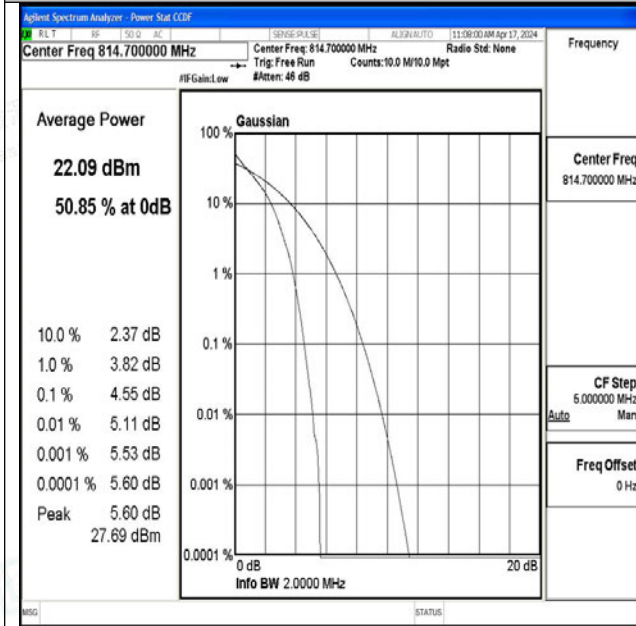 Agilent Spectrum Analyzer - Power Stat CCDF
RL T RF 50 Ω AC SENSE:PULSE ALIGNAUTO 11:08:00 AM Apr 17, 2024
Center Freq 814.700000 MHz
Center Freq: 814.700000 MHz
Radio Std: None
Trig: Free Run Counts:10.0 M/10.0 Mpt
#IFGain:Low #Atten: 46 dB
Frequency
Average Power
22.09 dBm
50.85 % at 0dB
10.0 % 2.37 dB
1.0 % 3.82 dB
0.1 % 4.55 dB
0.01 % 5.11 dB
0.001 % 5.53 dB
0.0001 % 5.60 dB
Peak 5.60 dB
27.69 dBm
Gaussian
100 %
10 %
1 %
0.1 %
0.01 %
0.001 %
0.0001 %
0 dB 20 dB
Info BW 2.0000 MHz
Center Freq
814.700000 MHz
CF Step
5.000000 MHz
Auto Man
Freq Offset
0 Hz
MSG STATUS